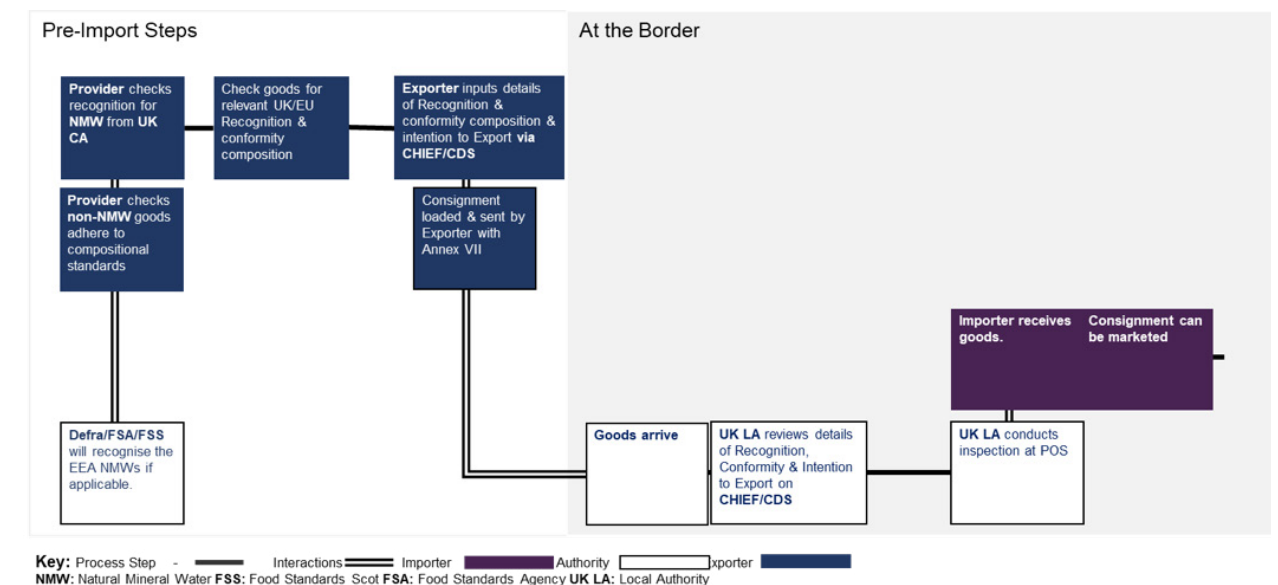 Pre-Import Steps
At the Border
Provider checks
recognition for
NMW from UK
CA
Check goods for
relevant UK/EU
Recognition &
conformity
composition
Exporter inputs details
of Recognition &
conformity composition &
intention to Export via
CHIEF/CDS
Provider checks
non-NMW goods
adhere to
compositional
standards
Consignment
loaded & sent by
Exporter with
Annex VII
Importer receives
goods.
Consignment can
be marketed
Defra/FSA/FSS
will recognise the
EEA NMWs if
applicable.
Goods arrive
UK LA reviews details
of Recognition,
Conformity & Intention
to Export on
CHIEF/CDS
UK LA conducts
inspection at POS
Key: Process Step - Interactions Importer Authority xporter
NMW: Natural Mineral Water FSS: Food Standards Scot FSA: Food Standards Agency UK LA: Local Authority